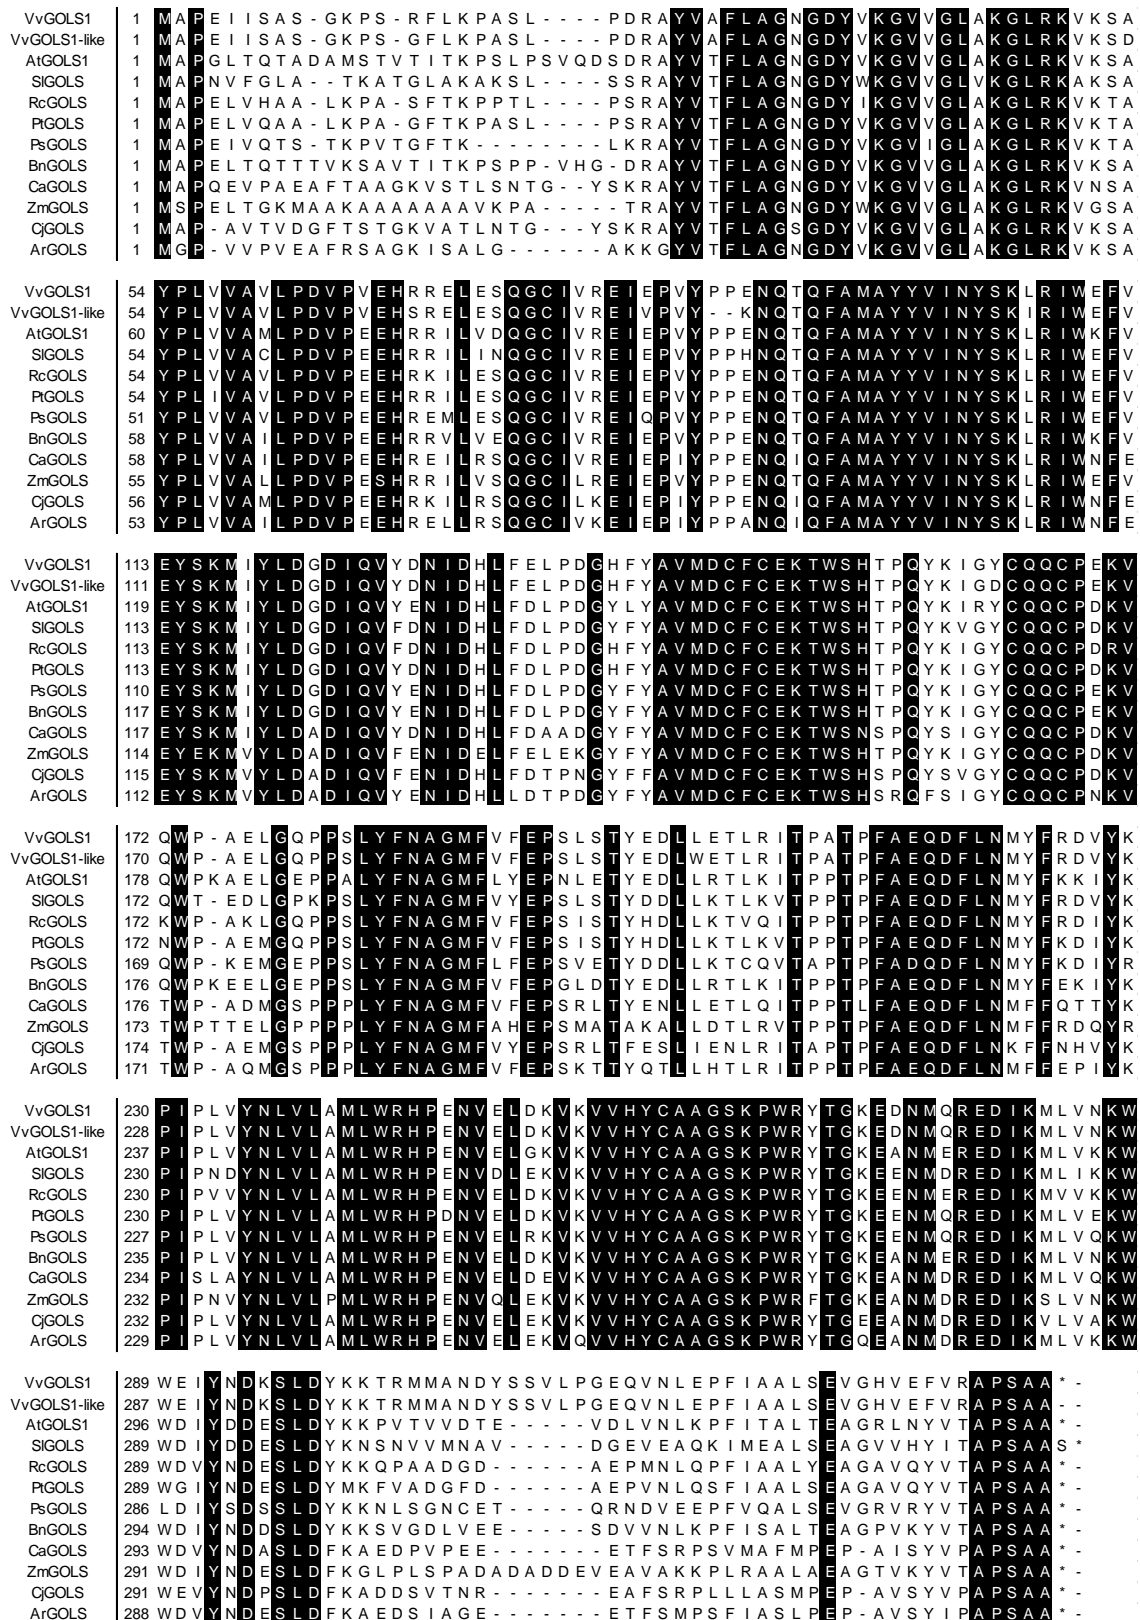 VvGOLS1 1 MAPEIISAS-GKPS-RFLKPASL----PDRAYVAFLAGNGDYVKGVVGLAKGLRKVKSA
VvGOLS1-like 1 MAPEIISAS-GKPS-GFLKPASL----PDRAYVAFLAGNGDYVKGVVGLAKGLRKVKSD
AtGOLS1 1 MAPGLTQTADAMSTVTITKPSLPSVQDSDRAYVTFLAGNGDYVKGVVGLAKGLRKVKSA
SlGOLS 1 MAPNVFGLA--TKATGLAKAKSL----SSRAYVTFLAGNGDYWKGVVGLVKGLRKAKSA
RcGOLS 1 MAPELVHAA-LKPA-SFTKPPTL----PSRAYVTFLAGNGDYIKGVVGLAKGLRKVKTA
PtGOLS 1 MAPELVQAA-LKPA-GFTKPASL----PSRAYVTFLAGNGDYVKGVVGLAKGLRKVKTA
PsGOLS 1 MAPEIVQTS-TKPVTGFTK--------LKRAYVTFLAGNGDYVKGVIGLAKGLRKVKTA
BnGOLS 1 MAPELTQTTTVKSAVTITKPSPP-VHG-DRAYVTFLAGNGDYVKGVVGLAKGLRKVKSA
CaGOLS 1 MAPQEVPAEAFTAAGKVSTLSNTG--YSKRAYVTFLAGNGDYVKGVVGLAKGLRKVNSA
ZmGOLS 1 MSPELTGKMAAKAAAAAAAVKPA-----TRAYVTFLAGNGDYWKGVVGLAKGLRKVGSA
CjGOLS 1 MAP-AVTVDGFTSTGKVATLNTG----YSKRAYVTFLAGSGDYVKGVVGLAKGLRKVKSA
ArGOLS 1 MGP-VVPVEAFRSAGKISALG------AKKGYVTFLAGNGDYVKGVVGLAKGLRKVKSA
VvGOLS1 54 YPLVVAVLPDVPVEHRRELESQGCIVREIEPVYPPENQTQFAMAYYVINYSKLRIWEFV
VvGOLS1-like 54 YPLVVAVLPDVPVEHSRELESQGCIVREIVPVY--KNQTQFAMAYYVINYSKIRIWEFV
AtGOLS1 60 YPLVVAMLPDVPEEHRRILVDQGCIVREIEPVYPPENQTQFAMAYYVINYSKLRIWKFV
SlGOLS 54 YPLVVACLPDVPEEHRRILINQGCIVREIEPVYPPHNQTQFAMAYYVINYSKLRIWEFV
RcGOLS 54 YPLVVAVLPDVPEEHRKILESQGCIVREIEPVYPPENQTQFAMAYYVINYSKLRIWEFV
PtGOLS 54 YPLIVAVLPDVPEEHRRILESQGCIVREIEPVYPPENQTQFAMAYYVINYSKLRIWEFV
PsGOLS 51 YPLVVAVLPDVPEEHREMLESQGCIVREIQPVYPPENQTQFAMAYYVINYSKLRIWEFV
BnGOLS 58 YPLVVAILPDVPEEHRRVLVEQGCIVREIEPVYPPENQTQFAMAYYVINYSKLRIWKFV
CaGOLS 58 YPLVVAILPDVPEEHREILRSQGCIVREIEPIYPPENQIQFAMAYYVINYSKLRIWNFE
ZmGOLS 55 YPLVVALLPDVPESHRRILVSQGCILREIEPVYPPENQTQFAMAYYVINYSKLRIWEFV
CjGOLS 56 YPLVVAMLPDVPEEHRKILRSQGCILKEIEPIYPPENQIQFAMAYYVINYSKLRIWNFE
ArGOLS 53 YPLVVAILPDVPEEHRELLRSQGCIVKEIEPIYPPANQIQFAMAYYVINYSKLRIWNFE
VvGOLS1 113 EYSKMIYLDGDIQVYDNIDHLFELPDGHFYAVMDCFCEKTWSHTPQYKIGYCQQCPEKV
VvGOLS1-like 111 EYSKMIYLDGDIQVYDNIDHLFELPDGHFYAVMDCFCEKTWSHTPQYKIGDCQQCPEKV
AtGOLS1 119 EYSKMIYLDGDIQVYENIDHLFDLPDGYLYAVMDCFCEKTWSHTPQYKIRYCQQCPDKV
SlGOLS 113 EYSKMIYLDGDIQVFDNIDHLFDLPDGYFYAVMDCFCEKTWSHTPQYKVGYCQQCPDKV
RcGOLS 113 EYSKMIYLDGDIQVFDNIDHLFDLPDGHFYAVMDCFCEKTWSHTPQYKIGYCQQCPDRV
PtGOLS 113 EYSKMIYLDGDIQVYDNIDHLFDLPDGHFYAVMDCFCEKTWSHTPQYKIGYCQQCPDKV
PsGOLS 110 EYSKMIYLDGDIQVYENIDHLFDLPDGYFYAVMDCFCEKTWSHTPQYKIGYCQQCPEKV
BnGOLS 117 EYSKMIYLDGDIQVYENIDHLFDLPDGYFYAVMDCFCEKTWSHTPQYKIGYCQQCPEKV
CaGOLS 117 EYSKMIYLDADIQVYENIDHLFDAADGYFYAVMDCFCEKTWSNSPQYSIGYCQQCPDKV
ZmGOLS 114 EYEKMVYLDADIQVFENIDELFELEKGYFYAVMDCFCEKTWSHTPQYKIGYCQQCPDKV
CjGOLS 115 EYSKMVYLDADIQVFENIDHLFDTPNGYFFAVMDCFCEKTWSHSPQYSVGYCQQCPDKV
ArGOLS 112 EYSKMVYLDADIQVYENIDHLLDTPDGYFYAVMDCFCEKTWSHSRQFSIGYCQQCPNKV
VvGOLS1 172 QWP-AELGQPPSLYFNAGMFVFEPSLSTYEDLLETLRITPATPFAEQDFLNMYFRDVYK
VvGOLS1-like 170 QWP-AELGQPPSLYFNAGMFVFEPSLSTYEDLWETLRITPATPFAEQDFLNMYFRDVYK
AtGOLS1 178 QWPKAELGEPPALYFNAGMFLYEPNLETYEDLLRTLKITPPTPFAEQDFLNMYFKKIYK
SlGOLS 172 QWT-EDLGPKPSLYFNAGMFVYEPSLSTYDDLLKTLKVTPPTPFAEQDFLNMYFRDVYK
RcGOLS 172 KWP-AKLGQPPSLYFNAGMFVFEPSISTYHDLLKTVQITPPTPFAEQDFLNMYFRDIYK
PtGOLS 172 NWP-AEMGQPPSLYFNAGMFVFEPSISTYHDLLKTLKVTPPTPFAEQDFLNMYFKDIYK
PsGOLS 169 QWP-KEMGEPPSLYFNAGMFLFEPSVETYDDLLKTCQVTAPTPFADQDFLNMYFKDIYR
BnGOLS 176 QWPKEELGEPPSLYFNAGMFVFEPGLDTYEDLLRTLKITPPTPFAEQDFLNMYFEKIYK
CaGOLS 176 TWP-ADMGSPPPLYFNAGMFVFEPSRLTYENLLETLQITPPTLFAEQDFLNMFFQTTYK
ZmGOLS 173 TWPTTELGPPPPLYFNAGMFAHEPSMATAKALLDTLRVTPPTPFAEQDFLNMFFRDQYR
CjGOLS 174 TWP-AEMGSPPPLYFNAGMFVYEPSRLTFESLIENLRITAPTPFAEQDFLNKFFNHVYK
ArGOLS 171 TWP-AQMGSPPPLYFNAGMFVFEPSKTTYQTLLHTLRITPPTPFAEQDFLNMFFEPIYK
VvGOLS1 230 PIPLVYNLVLAMLWRHPENVELDKVKVVHYCAAGSKPWRYTGKEDNMQREDIKMLVNKW
VvGOLS1-like 228 PIPLVYNLVLAMLWRHPENVELDKVKVVHYCAAGSKPWRYTGKEDNMQREDIKMLVNKW
AtGOLS1 237 PIPLVYNLVLAMLWRHPENVELGKVKVVHYCAAGSKPWRYTGKEANMEREDIKMLVNKW
SlGOLS 230 PIPNDYNLVLAMLWRHPENVDLEKVKVVHYCAAGSKPWRYTGKEENMDREDIKMLIKKW
RcGOLS 230 PIPVVYNLVLAMLWRHPENVELDKVKVVHYCAAGSKPWRYTGKEENMEREDIKMVVKKW
PtGOLS 230 PIPLVYNLVLAMLWRHPDNVELDKVKVVHYCAAGSKPWRYTGKEENMQREDIKMLVEKW
PsGOLS 227 PIPLVYNLVLAMLWRHPENVELRKVKVVHYCAAGSKPWRYTGKEENMQREDIKMLVQKW
BnGOLS 235 PIPLVYNLVLAMLWRHPENVELDKVKVVHYCAAGSKPWRYTGKEANMEREDIKMLVNKW
CaGOLS 234 PISLAYNLVLAMLWRHPENVELDEVKVVHYCAAGSKPWRYTGKEANMDREDIKMLVQKW
ZmGOLS 232 PIPNVYNLVLPMLWRHPENVQLEKVKVVHYCAAGSKPWRFTGKEANMDREDIKSLVNKW
CjGOLS 232 PIPLVYNLVLAMLWRHPENVELEKVKVVHYCAAGSKPWRYTGEEANMDREDIKVLVAKW
ArGOLS 229 PIPLVYNLVLAMLWRHPENVELEKVQVVHYCAAGSKPWRYTGQEANMDREDIKMLVKKW
VvGOLS1 289 WEIYNDKSLDYKKTRMMANDYSSVLPGEQVNLEPFIAALSEVGHVEFVRAPSAA*-
VvGOLS1-like 287 WEIYNDKSLDYKKTRMMANDYSSVLPGEQVNLEPFIAALSEVGHVEFVRAPSAA--
AtGOLS1 296 WDIYDDESLDYKKPVTVVDTE------VDLVNLKPFITALTEAGRLNYVTAPSAA*-
SlGOLS 289 WDIYDDESLDYKNSNVVMNAV-----DGEVEAQKIMEALSEAGVVHYITAPSAAS*
RcGOLS 289 WDVYNDESLDYKKQPAADGD------AEPMNLQPFIAALYEAGAVQYVTAPSAA*-
PtGOLS 289 WGIYNDESLDYMKFVADGFD------AEPVNLQSFIAALSEAGAVQYVTAPSAA*-
PsGOLS 286 LDIYSDSSLDYKKNLSGNCET-----QRNDVEEPFVQALSEVGRVRYVTAPSAA*-
BnGOLS 294 WDIYNDDSLDYKKSVGDLVEE-----SDVVNLKPFISALTEAGPVKYVTAPSAA*-
CaGOLS 293 WDVYNDASLDFKAEDPVPEE------ETFSRPSVMAFMPEP-AISYVTAPSAA*-
ZmGOLS 291 WDIYNDESLDFKGLPLSPADADADDEVEAVAKKPLRAALAEAGTVKYVTAPSAA*-
CjGOLS 291 WEVYNDPSLDFKADDSVTNR------EAFSRPLLLASMPEP-AVSYVPAPSAA*-
ArGOLS 288 WDVYNDESLDFKAEDSIAGE-------ETFSMPSFIASLPEP-AVSYIPAPSAA*-